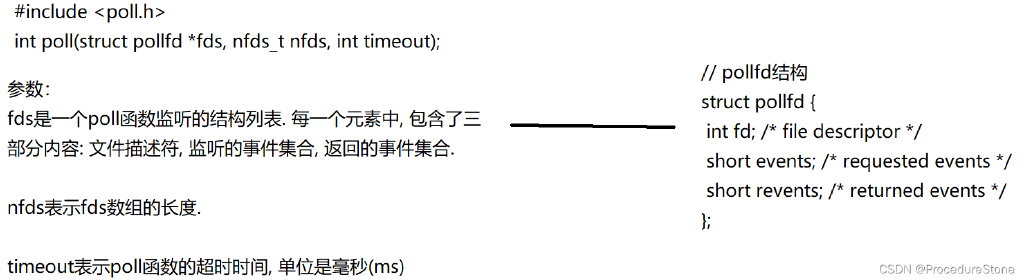 #include <poll.h>
int poll(struct pollfd *fds, nfds_t nfds, int timeout);
参数:
fds是一个poll函数监听的结构列表. 每一个元素中, 包含了三
部分内容: 文件描述符, 监听的事件集合, 返回的事件集合.
nfds表示fds数组的长度.
timeout表示poll函数的超时时间, 单位是毫秒(ms)
// pollfd结构
struct pollfd {
int fd; /* file descriptor */
short events; /* requested events */
short revents; /* returned events */
};
CSDN @ProcedureStone